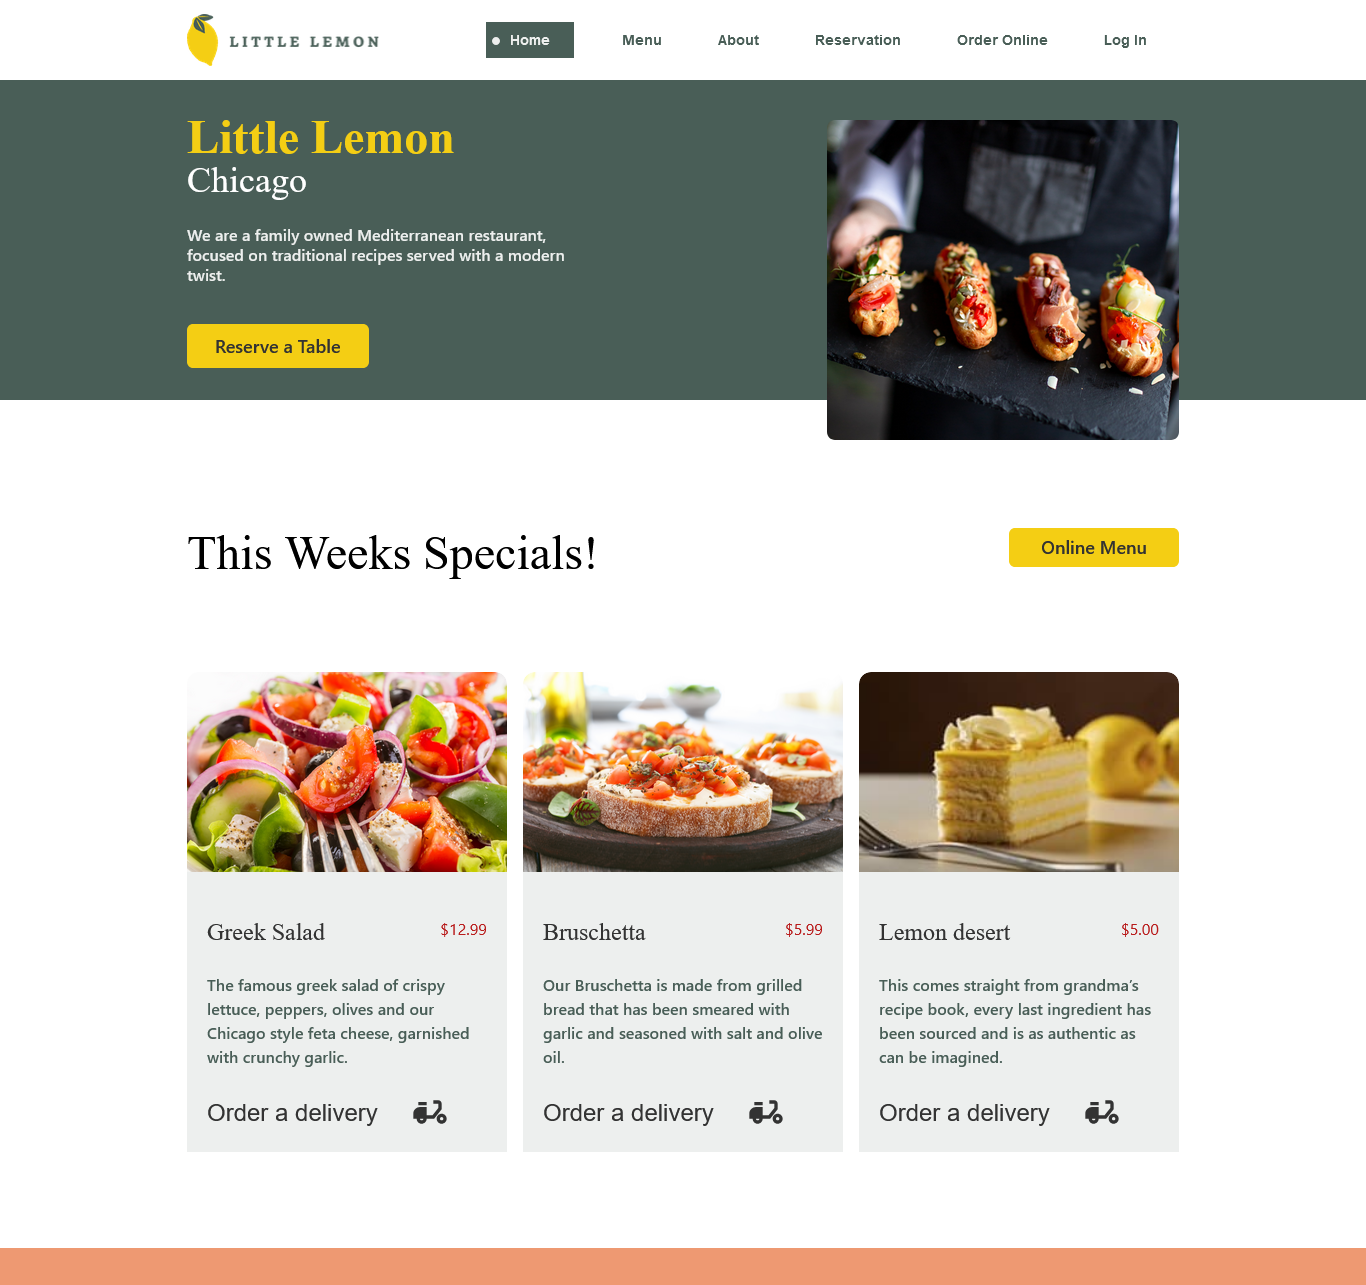 LITTLE LEMON
Home
Menu
About
Reservation
Order Online
Log In
Little Lemon
Chicago
We are a family owned Mediterranean restaurant,
focused on traditional recipes served with a modern
twist.
Reserve a Table
This Weeks Specials!
Online Menu
Greek Salad
$12.99
The famous greek salad of crispy
lettuce, peppers, olives and our
Chicago style feta cheese, garnished
with crunchy garlic.
Order a delivery
Bruschetta
$5.99
Our Bruschetta is made from grilled
bread that has been smeared with
garlic and seasoned with salt and olive
oil.
Order a delivery
Lemon desert
$5.00
This comes straight from grandma’s
recipe book, every last ingredient has
been sourced and is as authentic as
can be imagined.
Order a delivery